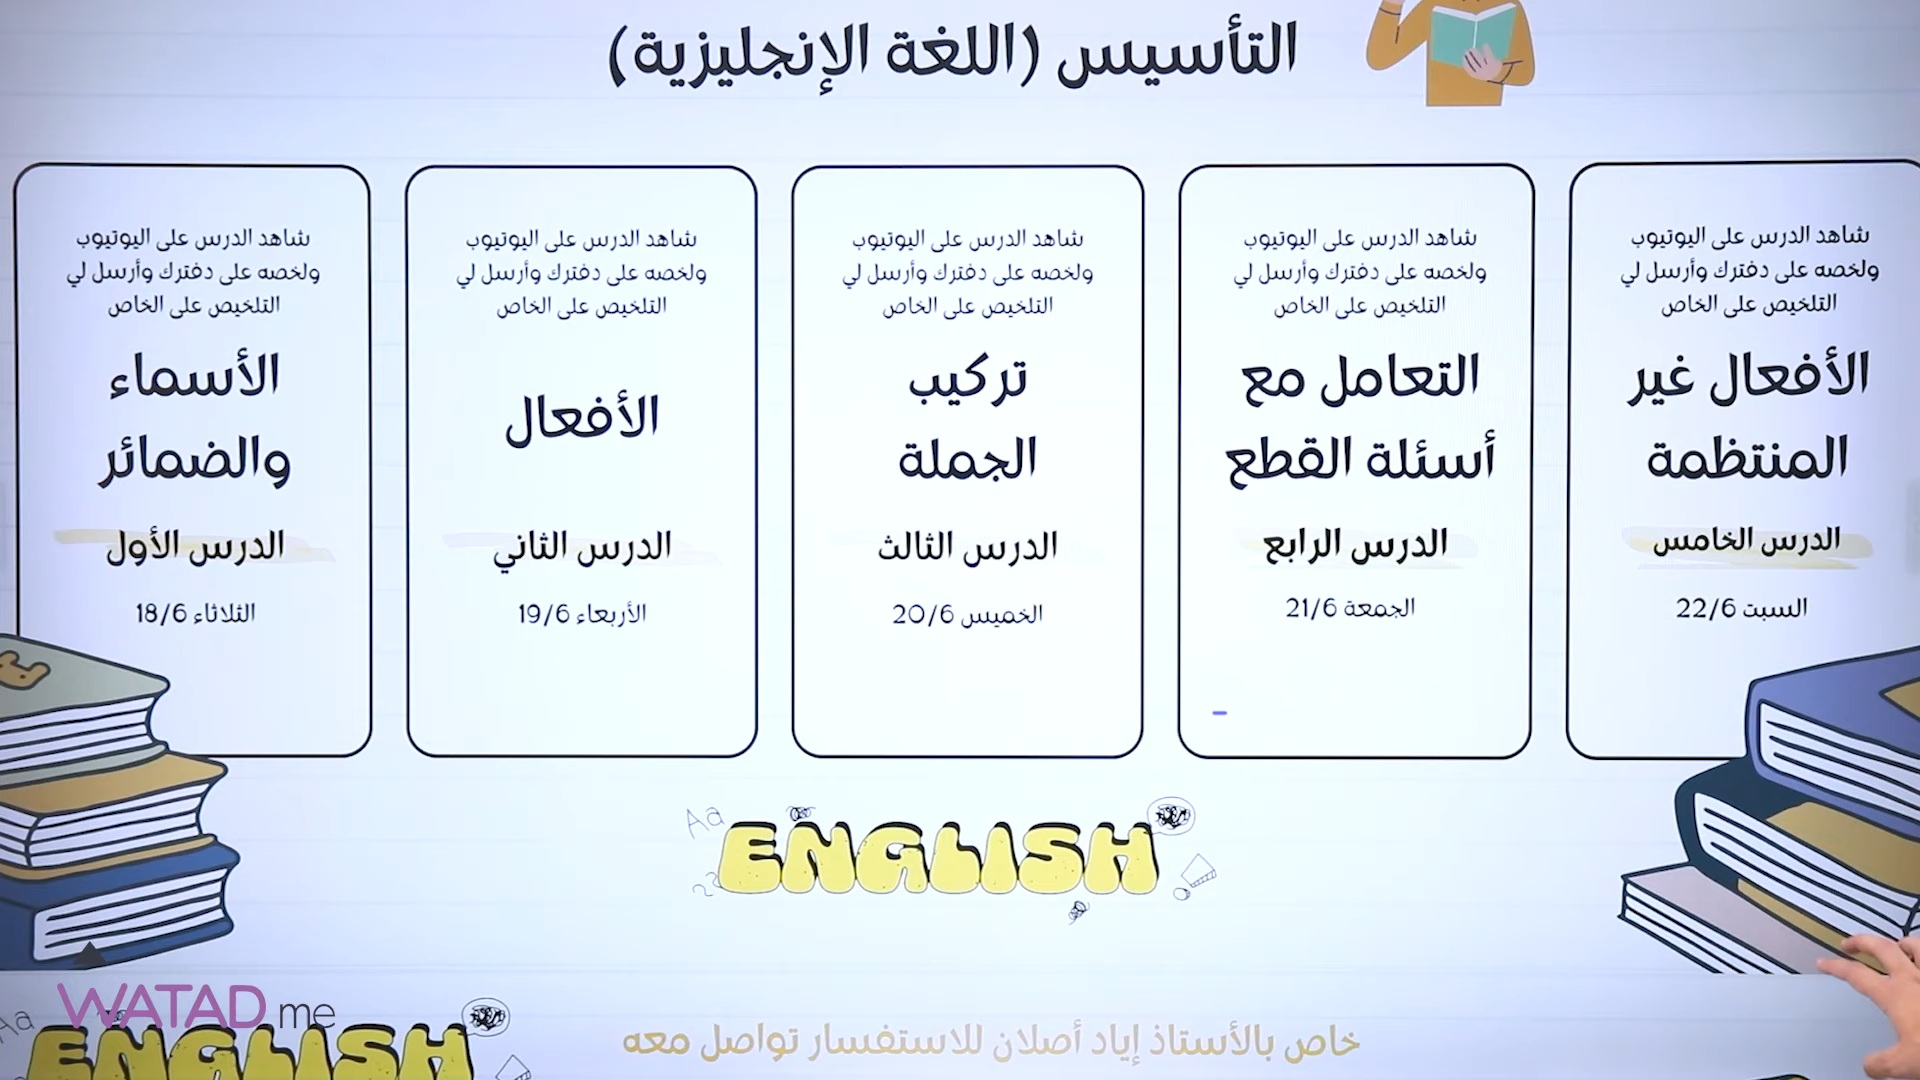 التأسيس (اللغة الإنجليزية)
شاهد الدرس على اليوتيوب
ولخصه على دفترك وأرسل لي
التلخيص على الخاص
الأفعال غير
المنتظمة
الدرس الخامس
السبت 22/6
شاهد الدرس على اليوتيوب
ولخصه على دفترك وأرسل لي
التلخيص على الخاص
التعامل مع
أسئلة القطع
الدرس الرابع
الجمعة 21/6
شاهد الدرس على اليوتيوب
ولخصه على دفترك وأرسل لي
التلخيص على الخاص
تركيب
الجملة
الدرس الثالث
الخميس 20/6
شاهد الدرس على اليوتيوب
ولخصه على دفترك وأرسل لي
التلخيص على الخاص
الأفعال
الدرس الثاني
الأربعاء 19/6
شاهد الدرس على اليوتيوب
ولخصه على دفترك وأرسل لي
التلخيص على الخاص
الأسماء
والضمائر
الدرس الأول
الثلاثاء 18/6
Aa
ENGLISH
خاص بالأستاذ إياد أصلان للاستفسار تواصل معه
WATAD me
Aa
ENGLISH